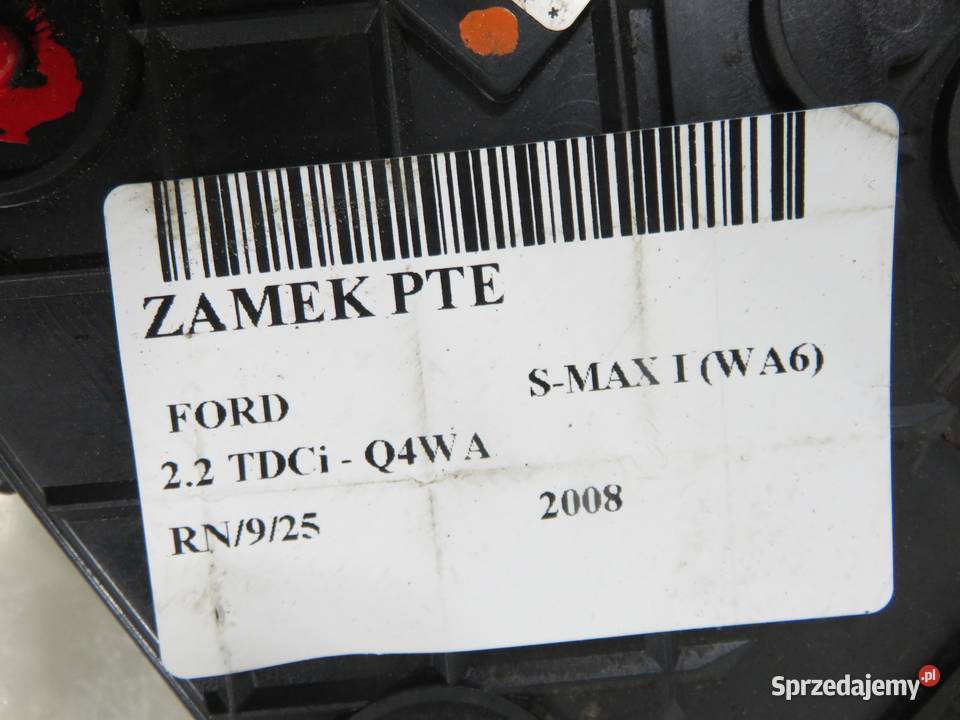 *
ZAMEK PTE
FORD S-MAX I (WA6)
2.2 TDCi - Q4WA
RN/9/25 2008
Sprzedajemy.pl